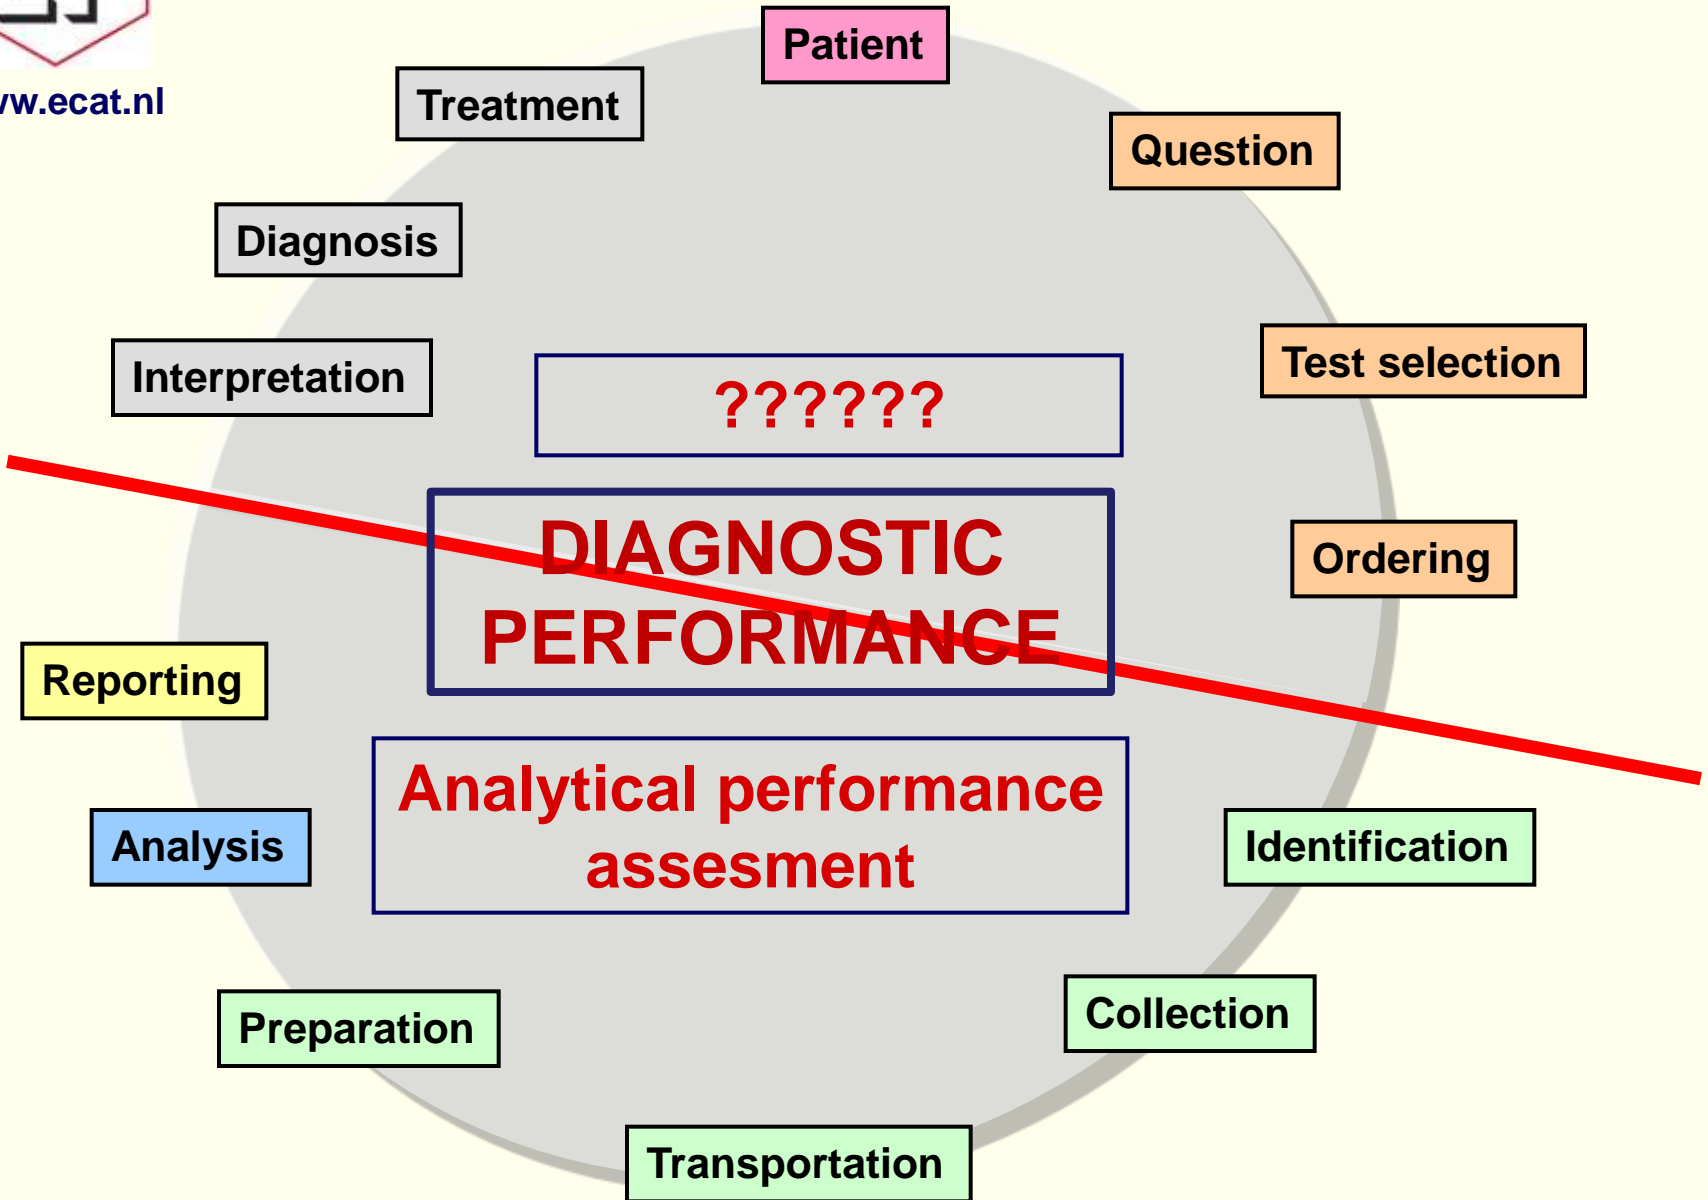 Patient
Treatment
w.ecat.nl
Question
Diagnosis
Test selection
Interpretation
??????
DIAGNOSTIC
PERFORMANCE
Ordering
Reporting
Analytical performance
assesment
Analysis
Identification
Collection
Preparation
Transportation